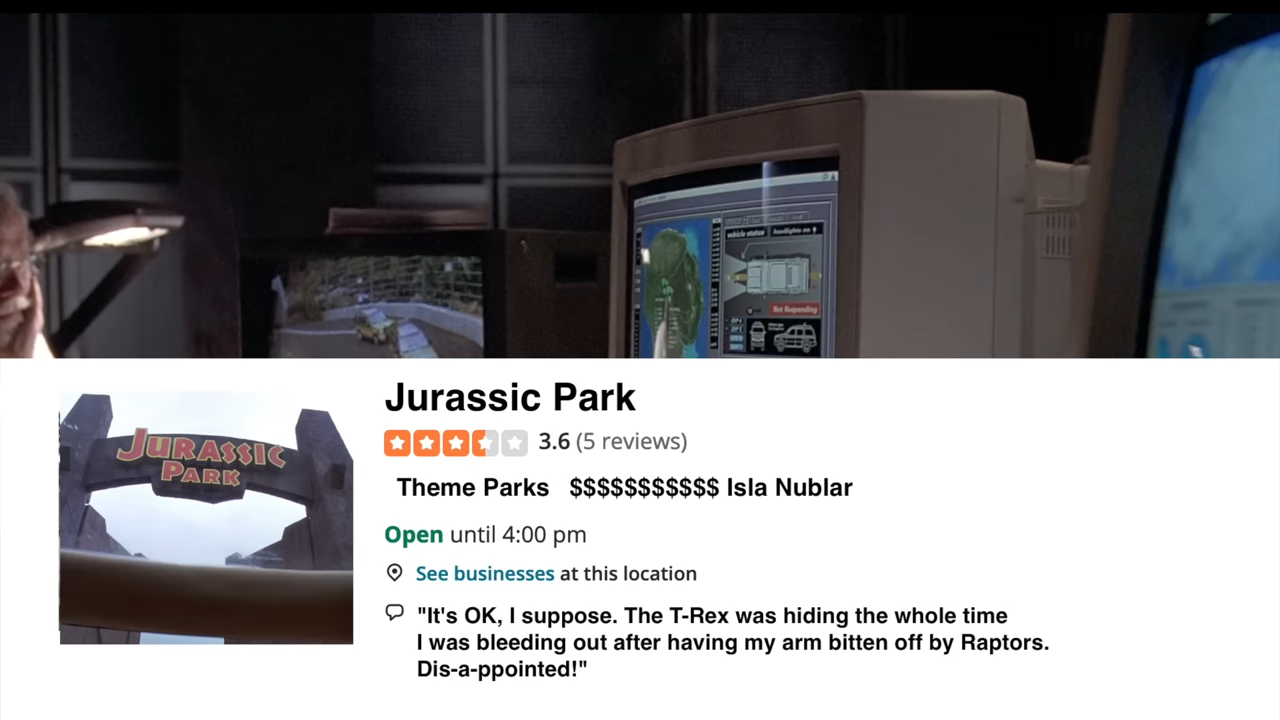 vehicle status
headlights on
Not Responding
JURASSIC
PARK
Jurassic Park
3.6 (5 reviews)
Theme Parks $$$$$$$$$$$ Isla Nublar
Open until 4:00 pm
See businesses at this location
"It's OK, I suppose. The T-Rex was hiding the whole time
I was bleeding out after having my arm bitten off by Raptors.
Dis-a-ppointed!"